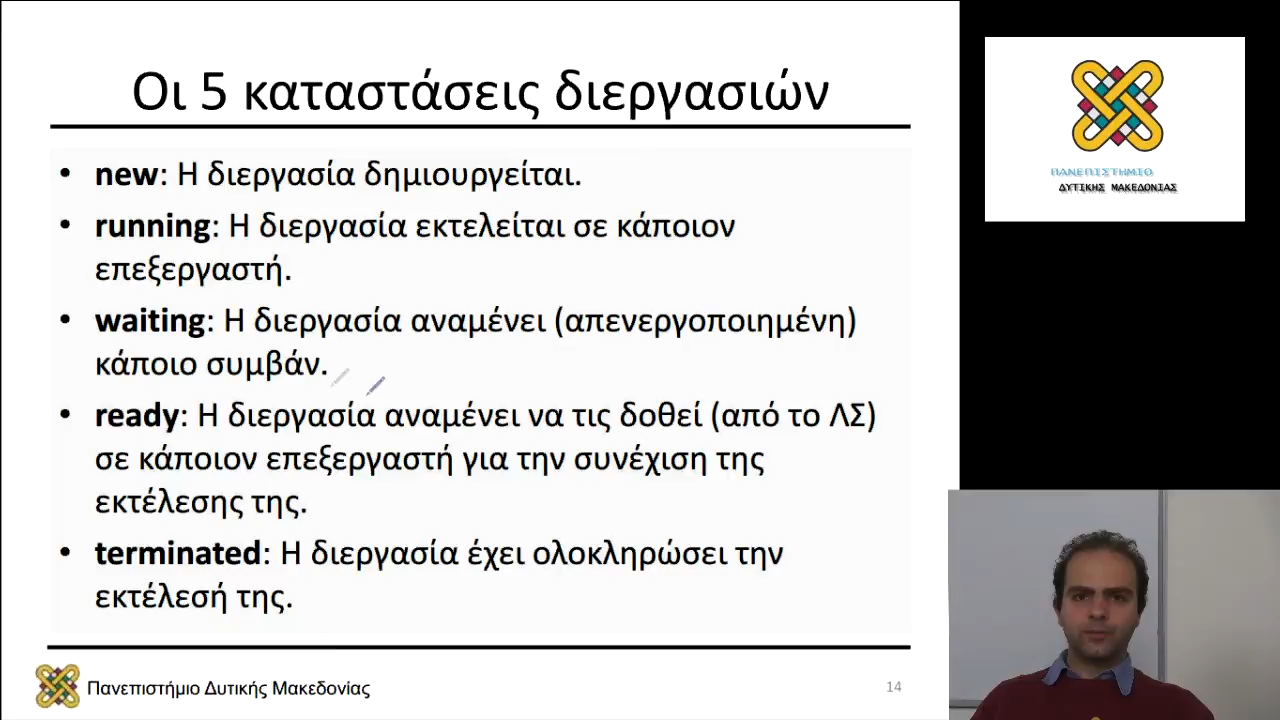 Οι 5 καταστάσεις διεργασιών
• new: Η διεργασία δημιουργείται.
• running: Η διεργασία εκτελείται σε κάποιον
επεξεργαστή.
• waiting: Η διεργασία αναμένει (απενεργοποιημένη)
κάποιο συμβάν.
• ready: Η διεργασία αναμένει να τις δοθεί (από το ΛΣ)
σε κάποιον επεξεργαστή για την συνέχιση της
εκτέλεσης της.
• terminated: Η διεργασία έχει ολοκληρώσει την
εκτέλεσή της.
Πανεπιστήμιο Δυτικής Μακεδονίας
14
ΠΑΝΕΠΙΣΤΗΜΙΟ
ΔΥΤΙΚΗΣ ΜΑΚΕΔΟΝΙΑΣ